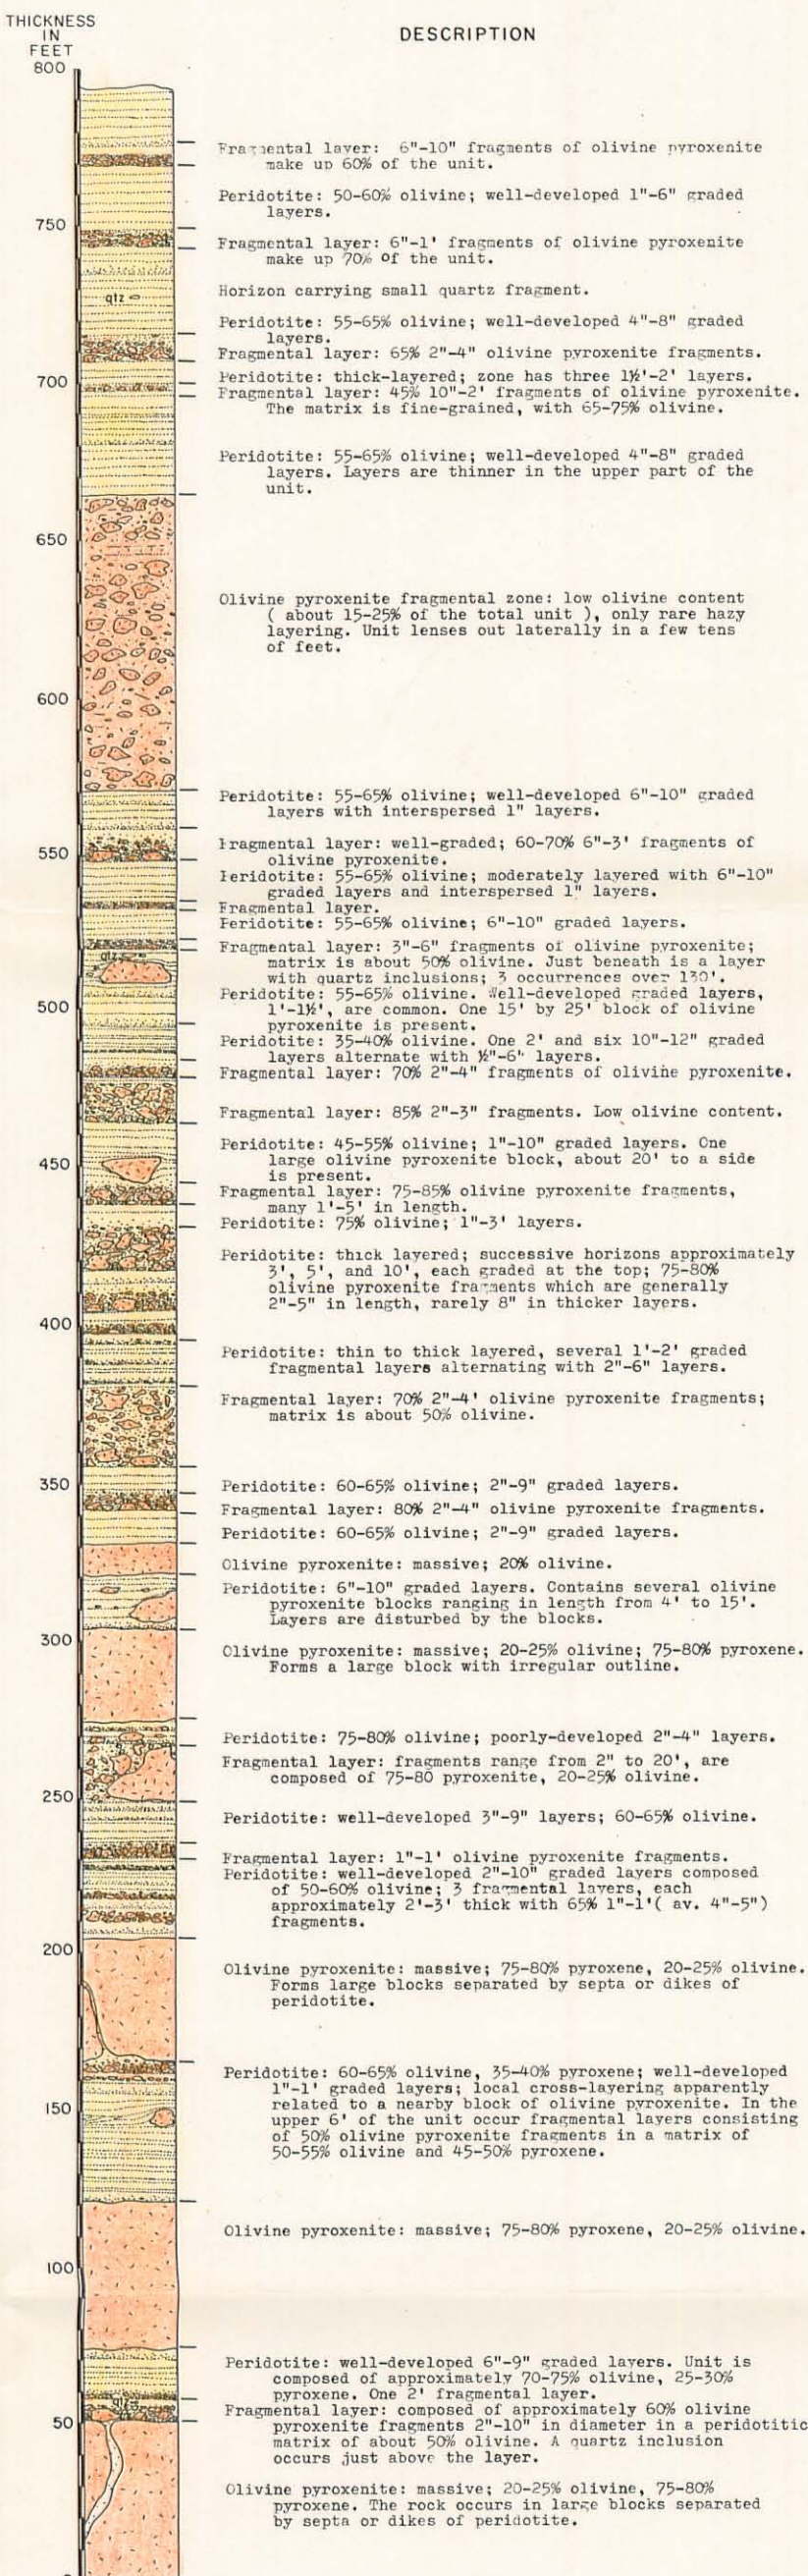 THICKNESS
IN
FEET
DESCRIPTION
800
Fragmental layer: 6"-10" fragments of olivine pyroxenite
make up 60% of the unit.
Peridotite: 50-60% olivine; well-developed 1"-6" graded
layers.
750
Fragmental layer: 6"-1' fragments of olivine pyroxenite
make up 70% of the unit.
qtz
Horizon carrying small quartz fragment.
Peridotite: 55-65% olivine; well-developed 4"-8" graded
layers.
Fragmental layer: 65% 2"-4" olivine pyroxenite fragments.
700
Peridotite: thick-layered; zone has three 1½'-2' layers.
Fragmental layer: 45% 10"-2' fragments of olivine pyroxenite.
The matrix is fine-grained, with 65-75% olivine.
Peridotite: 55-65% olivine; well-developed 4"-8" graded
layers. Layers are thinner in the upper part of the
unit.
650
Olivine pyroxenite fragmental zone: low olivine content
( about 15-25% of the total unit ), only rare hazy
layering. Unit lenses out laterally in a few tens
of feet.
600
Peridotite: 55-65% olivine; well-developed 6"-10" graded
layers with interspersed 1" layers.
Fragmental layer: well-graded; 60-70% 6"-3' fragments of
olivine pyroxenite.
550
Peridotite: 55-65% olivine; moderately layered with 6"-10"
graded layers and interspersed 1" layers.
Fragmental layer.
Peridotite: 55-65% olivine; 6"-10" graded layers.
Fragmental layer: 3"-6" fragments of olivine pyroxenite;
matrix is about 50% olivine. Just beneath is a layer
with quartz inclusions; 3 occurrences over 130'.
qtz
Peridotite: 55-65% olivine. Well-developed graded layers,
1'-1½', are common. One 15' by 25' block of olivine
pyroxenite is present.
500
Peridotite: 35-40% olivine. One 2' and six 10"-12" graded
layers alternate with ½"-6" layers.
Fragmental layer: 70% 2"-4" fragments of olivine pyroxenite.
Fragmental layer: 85% 2"-3" fragments. Low olivine content.
Peridotite: 45-55% olivine; 1"-10" graded layers. One
large olivine pyroxenite block, about 20' to a side
is present.
450
Fragmental layer: 75-85% olivine pyroxenite fragments,
many 1'-5' in length.
Peridotite: 75% olivine; 1"-3' layers.
Peridotite: thick layered; successive horizons approximately
3', 5', and 10', each graded at the top; 75-80%
olivine pyroxenite fragments which are generally
2"-5" in length, rarely 8" in thicker layers.
400
Peridotite: thin to thick layered, several 1'-2' graded
fragmental layers alternating with 2"-6" layers.
Fragmental layer: 70% 2"-4' olivine pyroxenite fragments;
matrix is about 50% olivine.
350
Peridotite: 60-65% olivine; 2"-9" graded layers.
Fragmental layer: 80% 2"-4" olivine pyroxenite fragments.
Peridotite: 60-65% olivine; 2"-9" graded layers.
Olivine pyroxenite: massive; 20% olivine.
Peridotite: 6"-10" graded layers. Contains several olivine
pyroxenite blocks ranging in length from 4' to 15'.
Layers are disturbed by the blocks.
300
Olivine pyroxenite: massive; 20-25% olivine; 75-80% pyroxene.
Forms a large block with irregular outline.
Peridotite: 75-80% olivine; poorly-developed 2"-4" layers.
Fragmental layer: fragments range from 2" to 20', are
composed of 75-80 pyroxenite, 20-25% olivine.
250
Peridotite: well-developed 3"-9" layers; 60-65% olivine.
Fragmental layer: 1"-1' olivine pyroxenite fragments.
Peridotite: well-developed 2"-10" graded layers composed
of 50-60% olivine; 3 fragmental layers, each
approximately 2'-3' thick with 65% 1"-1'( av. 4"-5")
fragments.
200
Olivine pyroxenite: massive; 75-80% pyroxene, 20-25% olivine.
Forms large blocks separated by septa or dikes of
peridotite.
Peridotite: 60-65% olivine, 35-40% pyroxene; well-developed
1"-1' graded layers; local cross-layering apparently
related to a nearby block of olivine pyroxenite. In the
upper 6' of the unit occur fragmental layers consisting
of 50% olivine pyroxenite fragments in a matrix of
50-55% olivine and 45-50% pyroxene.
150
Olivine pyroxenite: massive; 75-80% pyroxene, 20-25% olivine.
100
Peridotite: well-developed 6"-9" graded layers. Unit is
composed of approximately 70-75% olivine, 25-30%
pyroxene. One 2' fragmental layer.
qtz
Fragmental layer: composed of approximately 60% olivine
pyroxenite fragments 2"-10" in diameter in a peridotitic
matrix of about 50% olivine. A quartz inclusion
occurs just above the layer.
50
Olivine pyroxenite: massive; 20-25% olivine, 75-80%
pyroxene. The rock occurs in large blocks separated
by septa or dikes of peridotite.